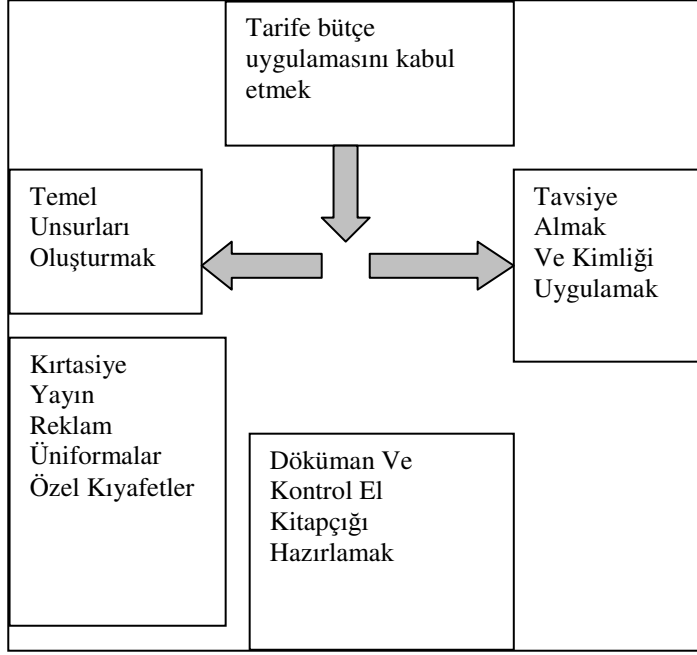 Tarife bütçe
uygulamasını kabul
etmek
Temel
Unsurları
Oluşturmak
Tavsiye
Almak
Ve Kimliği
Uygulamak
Kırtasiye
Yayın
Reklam
Üniformalar
Özel Kıyafetler
Döküman Ve
Kontrol El
Kitapçığı
Hazırlamak